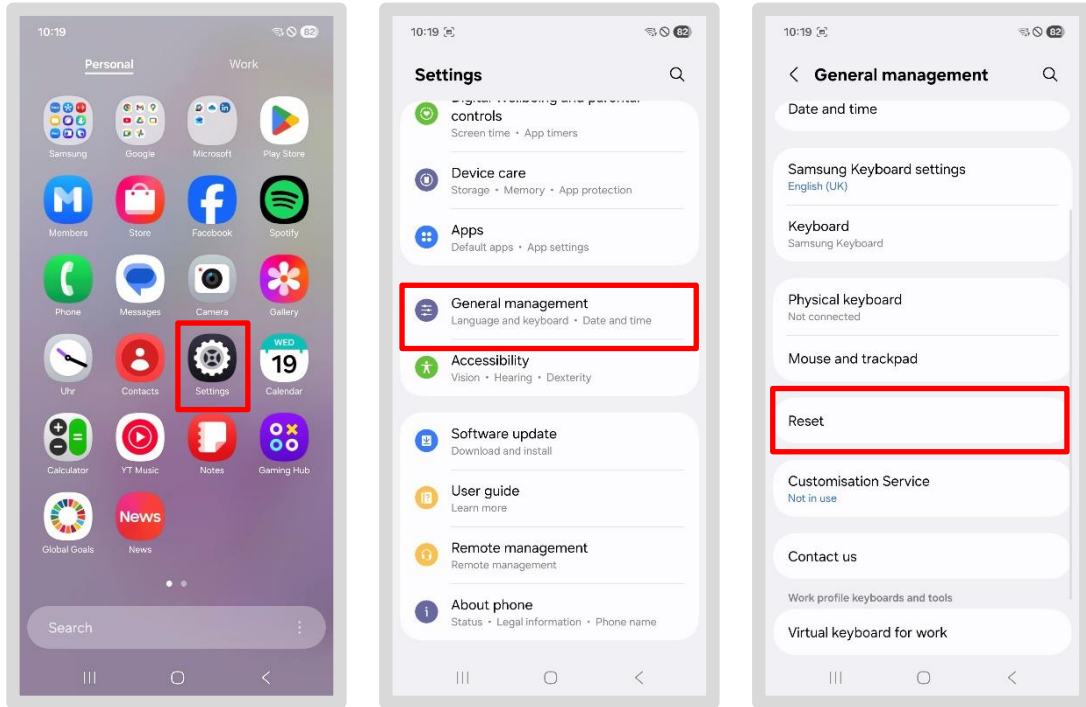 10:19
82
Personal Work
Samsung Google Microsoft Play Store
Members Store Facebook Spotify
Phone Messages Camera Gallery
WED
19
Uhr Contacts Settings Calendar
Calculator YT Music Notes Gaming Hub
News
Global Goals News
Search
10:19
82
Settings
Digital Wellbeing and parental
controls
Screen time • App timers
Device care
Storage • Memory • App protection
Apps
Default apps • App settings
General management
Language and keyboard • Date and time
Accessibility
Vision • Hearing • Dexterity
Software update
Download and install
User guide
Learn more
Remote management
Remote management
About phone
Status • Legal information • Phone name
10:19
82
General management
Date and time
Samsung Keyboard settings
English (UK)
Keyboard
Samsung Keyboard
Physical keyboard
Not connected
Mouse and trackpad
Reset
Customisation Service
Not in use
Contact us
Work profile keyboards and tools
Virtual keyboard for work